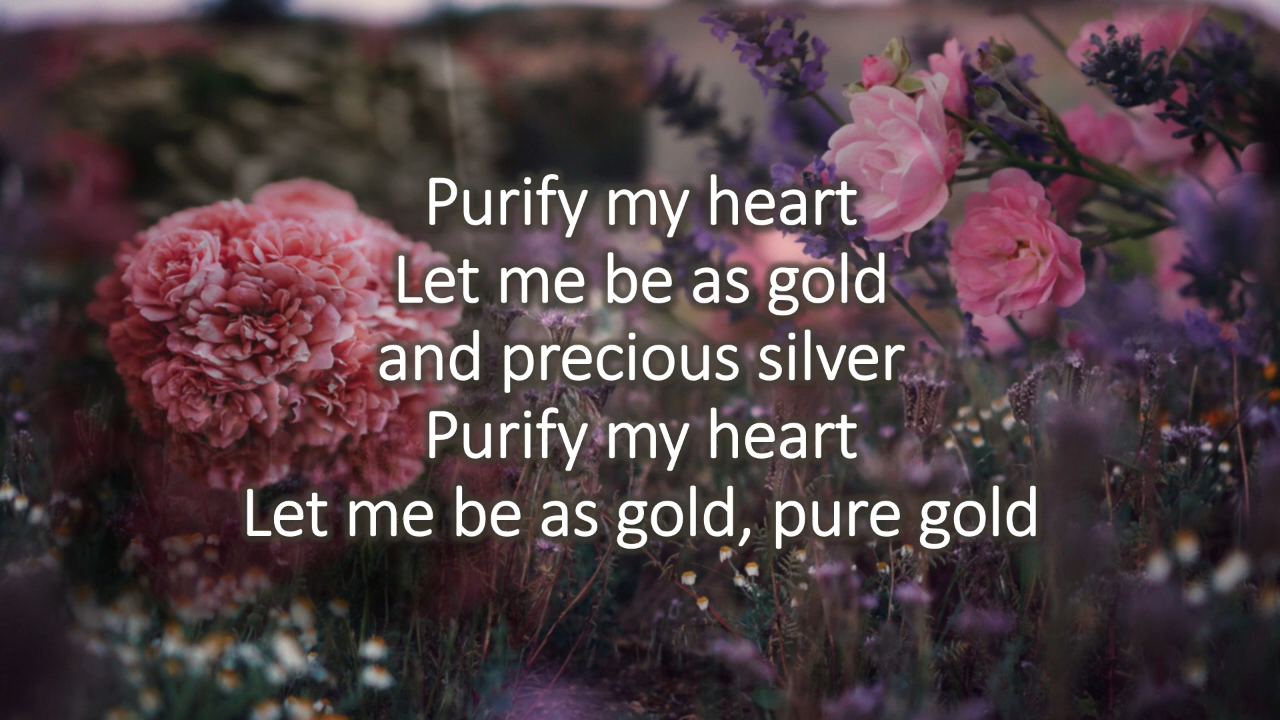 Purify my heart
Let me be as gold
and precious silver
Purify my heart
Let me be as gold, pure gold